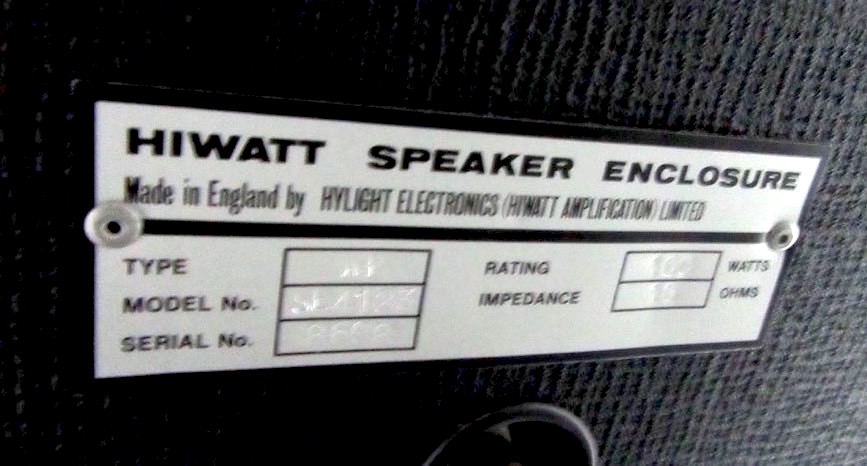 HIWATT SPEAKER ENCLOSURE
Made in England by HYLIGHT ELECTRONICS (HIWATT AMPLIFICATION) LIMITED
TYPE RATING WATTS
MODEL No. IMPEDANCE OHMS
SERIAL No.